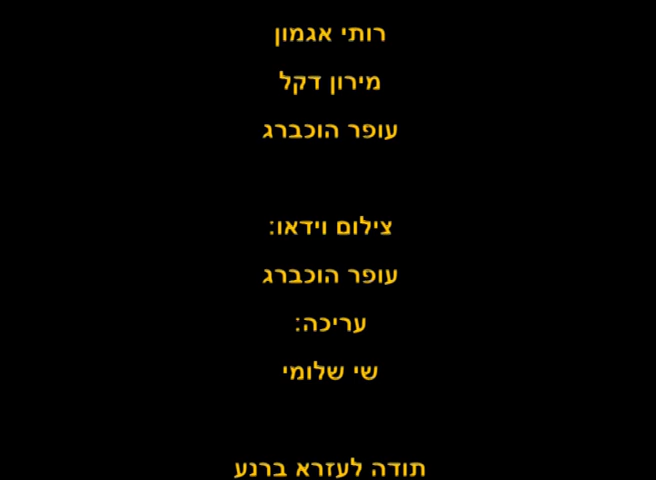 רותי אגמון
מירון דקל
עופר הוכברג
צילום וידאו:
עופר הוכברג
עריכה:
שי שלומי
תודה לעזרא ברנע